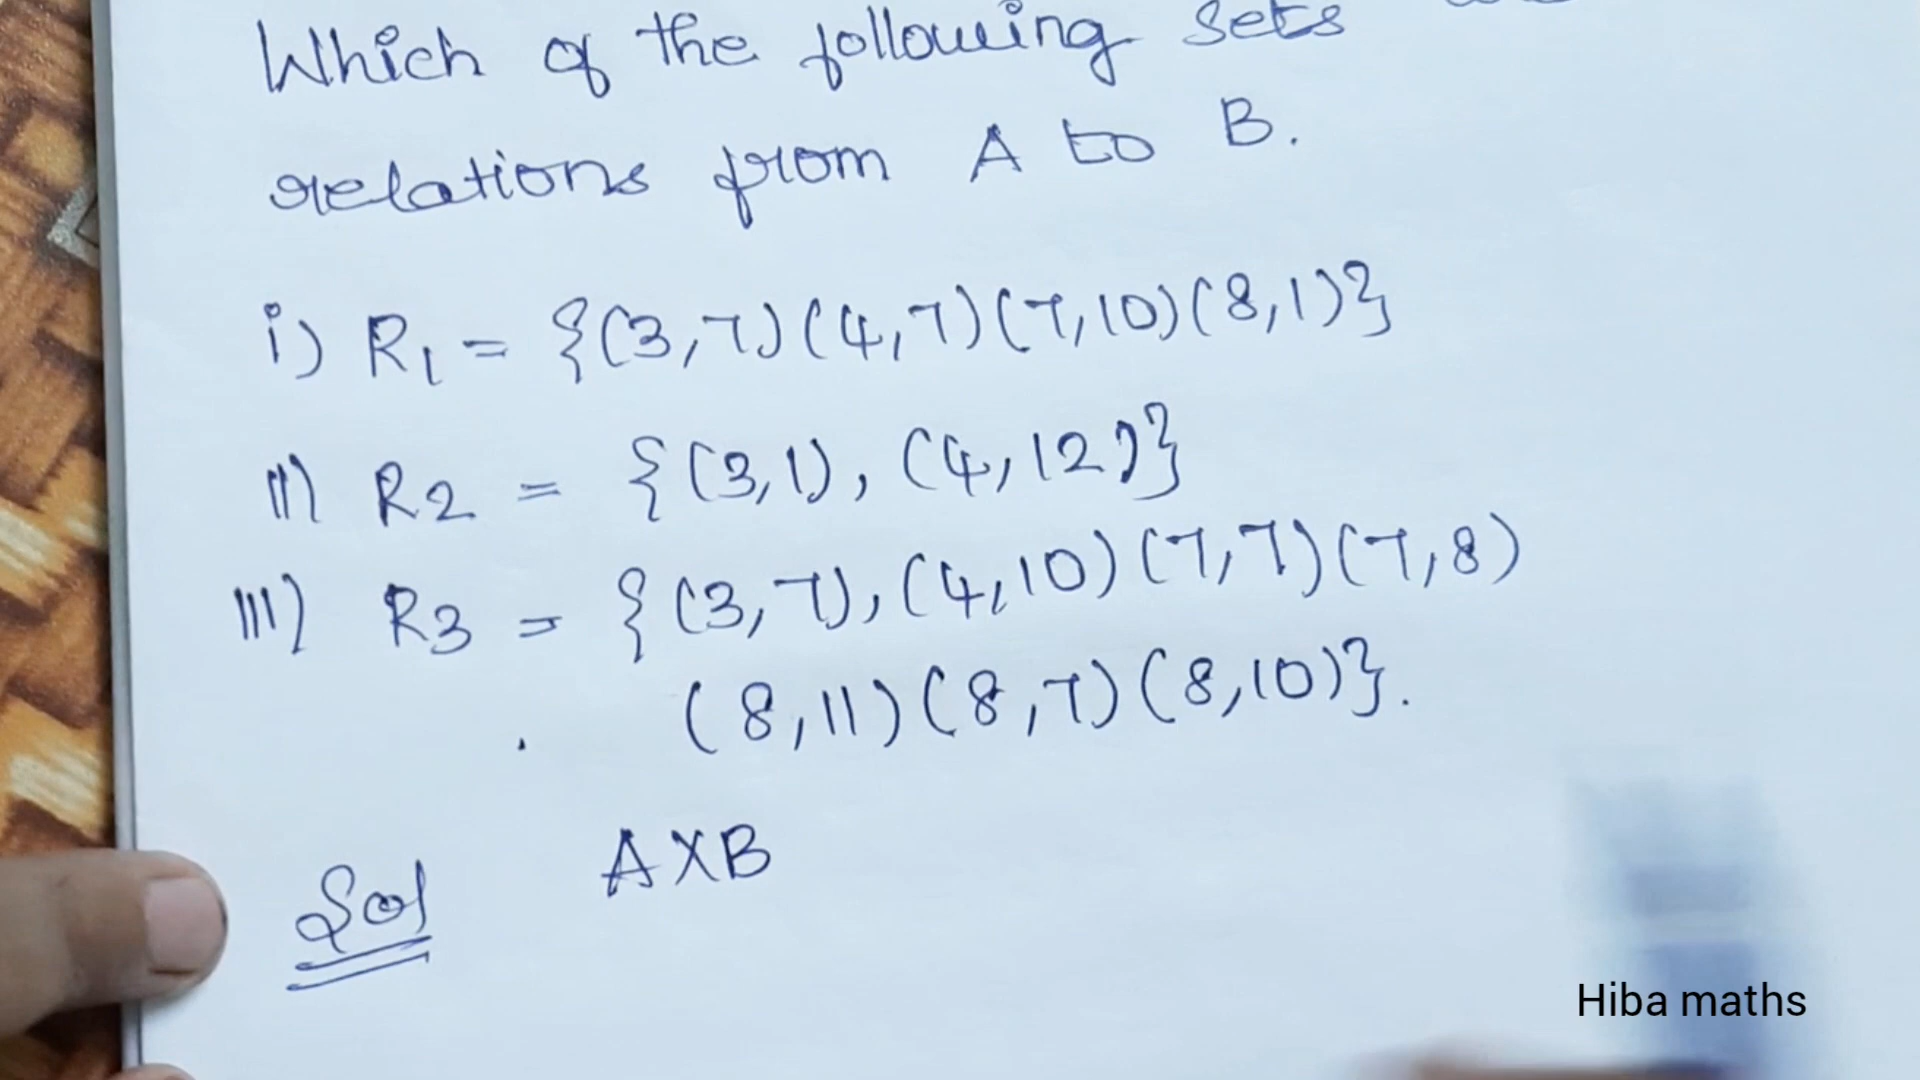 Which of the following sets
relations from A to B.
i) R1 = {(3,7)(4,7)(7,10)(8,1)}
ii) R2 = {(3,1), (4,12)}
iii) R3 = {(3,7),(4,10)(7,7)(7,8)
(8,11)(8,7)(8,10)}.
Sol A×B
Hiba maths